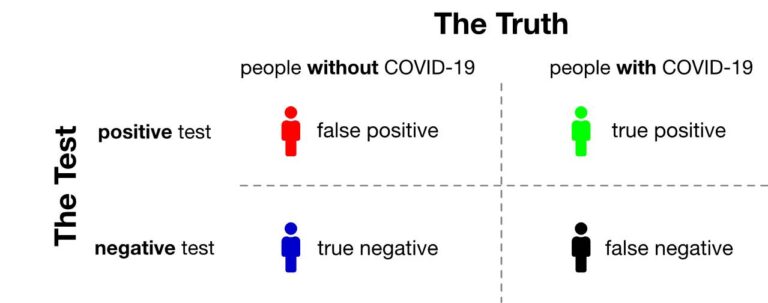 The Truth
people without COVID-19
people with COVID-19
The Test
positive test
false positive
true positive
negative test
true negative
false negative